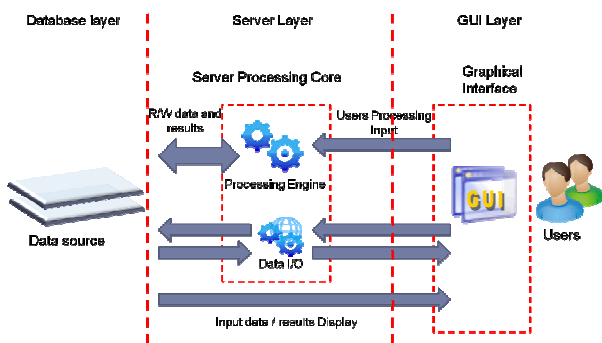 Database layer
Server Layer
GUI Layer
Server Processing Core
Graphical
Interface
R/W data and
results
Users Processing
Input
Processing Engine
GUI
Data source
Data I/O
Users
Input data / results Display